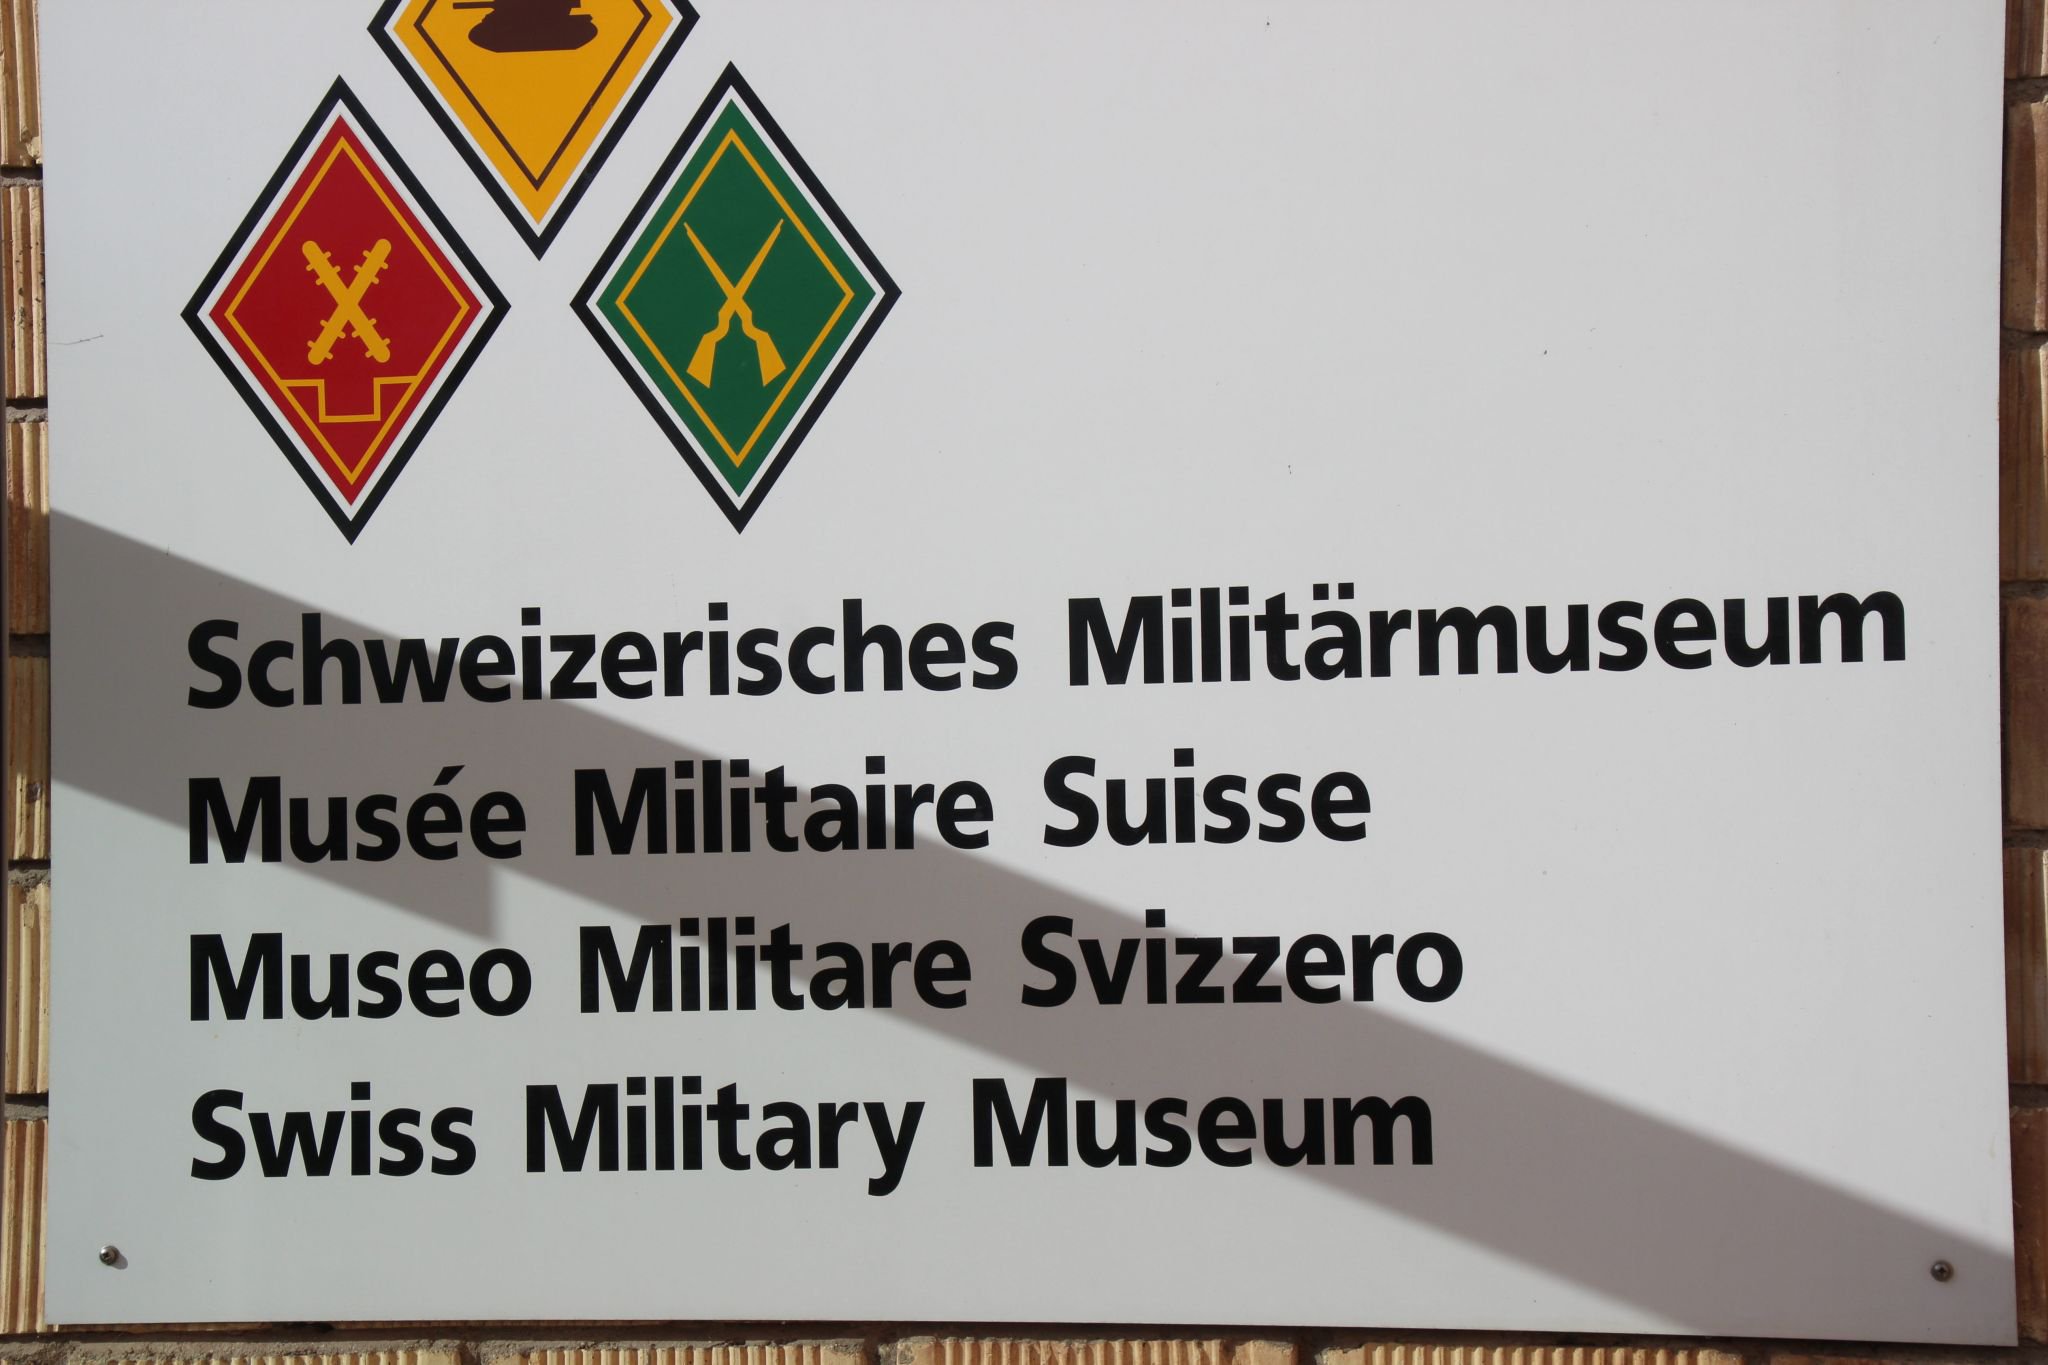 Schweizerisches Militärmuseum
Musée Militaire Suisse
Museo Militare Svizzero
Swiss Military Museum